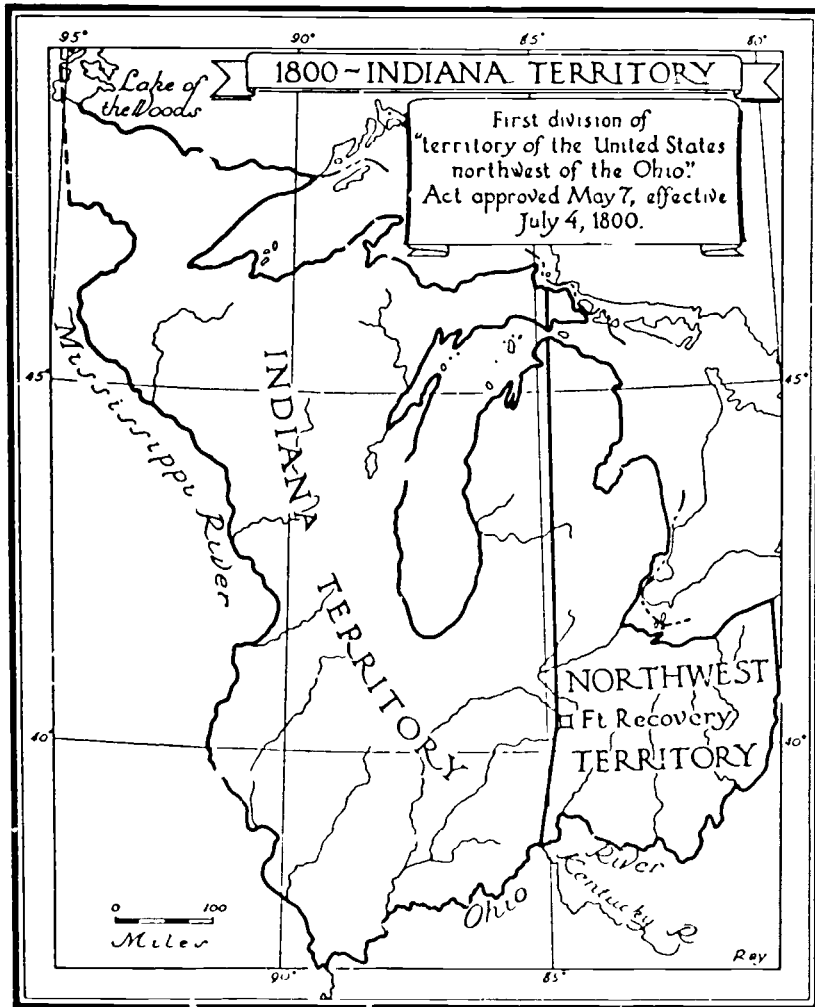 95°
90°
85°
80°
1800~INDIANA TERRITORY
Lake of
the Woods
First division of
"territory of the United States
northwest of the Ohio."
Act approved May 7, effective
July 4, 1800.
45°
45°
Mississippi River
INDIANA
TERRITORY
NORTHWEST
Ft Recovery
TERRITORY
40°
40°
Ohio River
Kentucky R
0 100
Miles
90°
85°
Ray